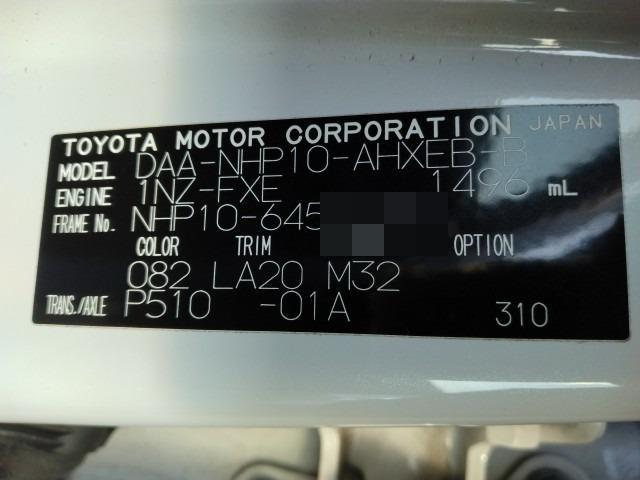 TOYOTA MOTOR CORPORATION JAPAN
MODEL DAA-NHP10-AHXEB-B
ENGINE 1NZ-FXE 1496 mL
FRAME No. NHP10-645
COLOR TRIM OPTION
082 LA20 M32
TRANS./AXLE P510 -01A 310